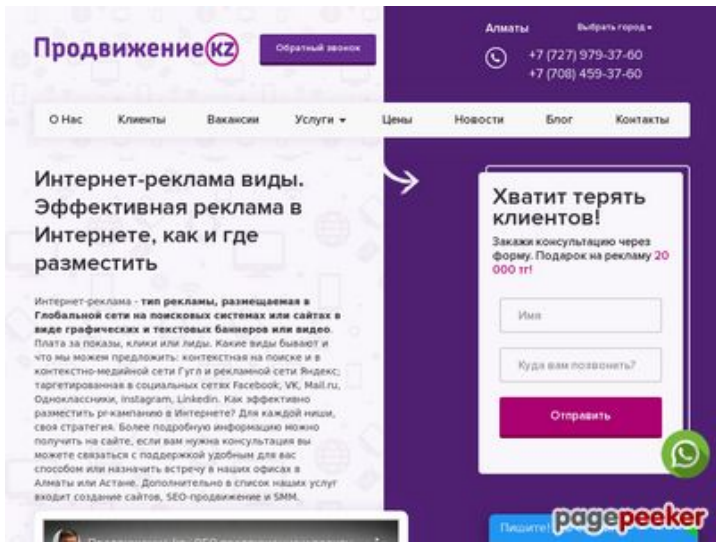 Продвижение kz
Обратный звонок
Алматы
Выбрать город
+7 (727) 979-37-60
+7 (708) 459-37-60
О Нас Клиенты Вакансии Услуги Цены Новости Блог Контакты
Интернет-реклама виды.
Эффективная реклама в
Интернете, как и где
разместить
Интернет-реклама - тип рекламы, размещаемая в
Глобальной сети на поисковых системах или сайтах в
виде графических и текстовых баннеров или видео.
Плата за показы, клики или лиды. Какие виды бывают и
что мы можем предложить: контекстная на поиске и в
контекстно-медийной сети Гугл и рекламной сети Яндекс;
таргетированная в социальных сетях Facebook, VK, Mail.ru,
Одноклассники, Instagram, Linkedin. Как эффективно
разместить pr-кампанию в Интернете? Для каждой ниши,
своя стратегия. Более подробную информацию можно
получить на сайте, если вам нужна консультация вы
можете связаться с поддержкой удобным для вас
способом или назначить встречу в наших офисах в
Алматы или Астане. Дополнительно в список наших услуг
входит создание сайтов, SEO-продвижение и SMM.
Хватит терять
клиентов!
Закажи консультацию через
форму. Подарок на рекламу 20
000 тг!
Имя
Куда вам позвонить?
Отправить
Пишите!
pagepeeker